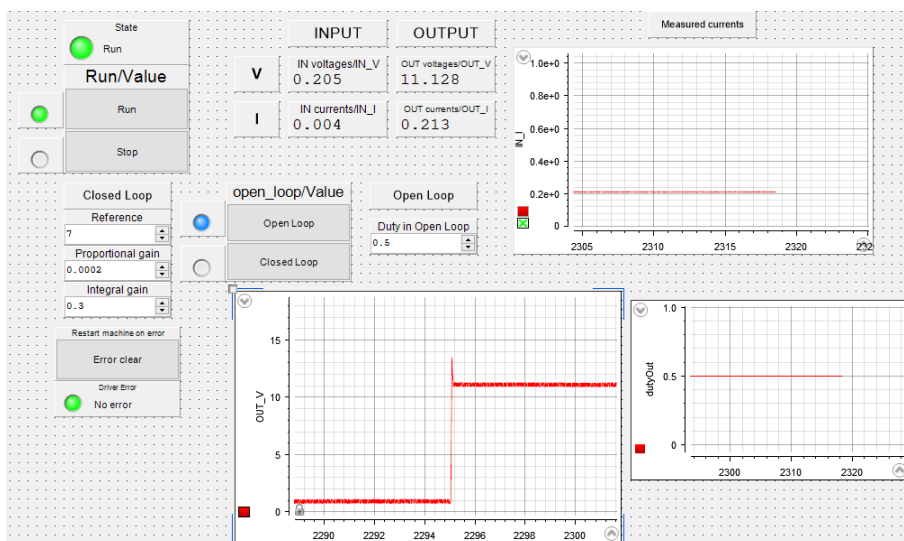 State
Run
Run/Value
Run
Stop
INPUT
OUTPUT
V
IN voltages/IN_V
0.205
OUT voltages/OUT_V
11.128
I
IN currents/IN_I
0.004
OUT currents/OUT_I
0.213
Measured currents
1.0e+0
0.8e+0
0.6e+0
0.4e+0
0.2e+0
0
IN_I
2305
2310
2315
2320
232
Closed Loop
Reference
7
Proportional gain
0.0002
Integral gain
0.3
open_loop/Value
Open Loop
Closed Loop
Open Loop
Duty in Open Loop
0.5
Restart machine on error
Error clear
Driver Error
No error
15
10
5
0
OUT_V
2290
2292
2294
2296
2298
2300
1.0
0.5
0
dutyOut
2300
2310
2320